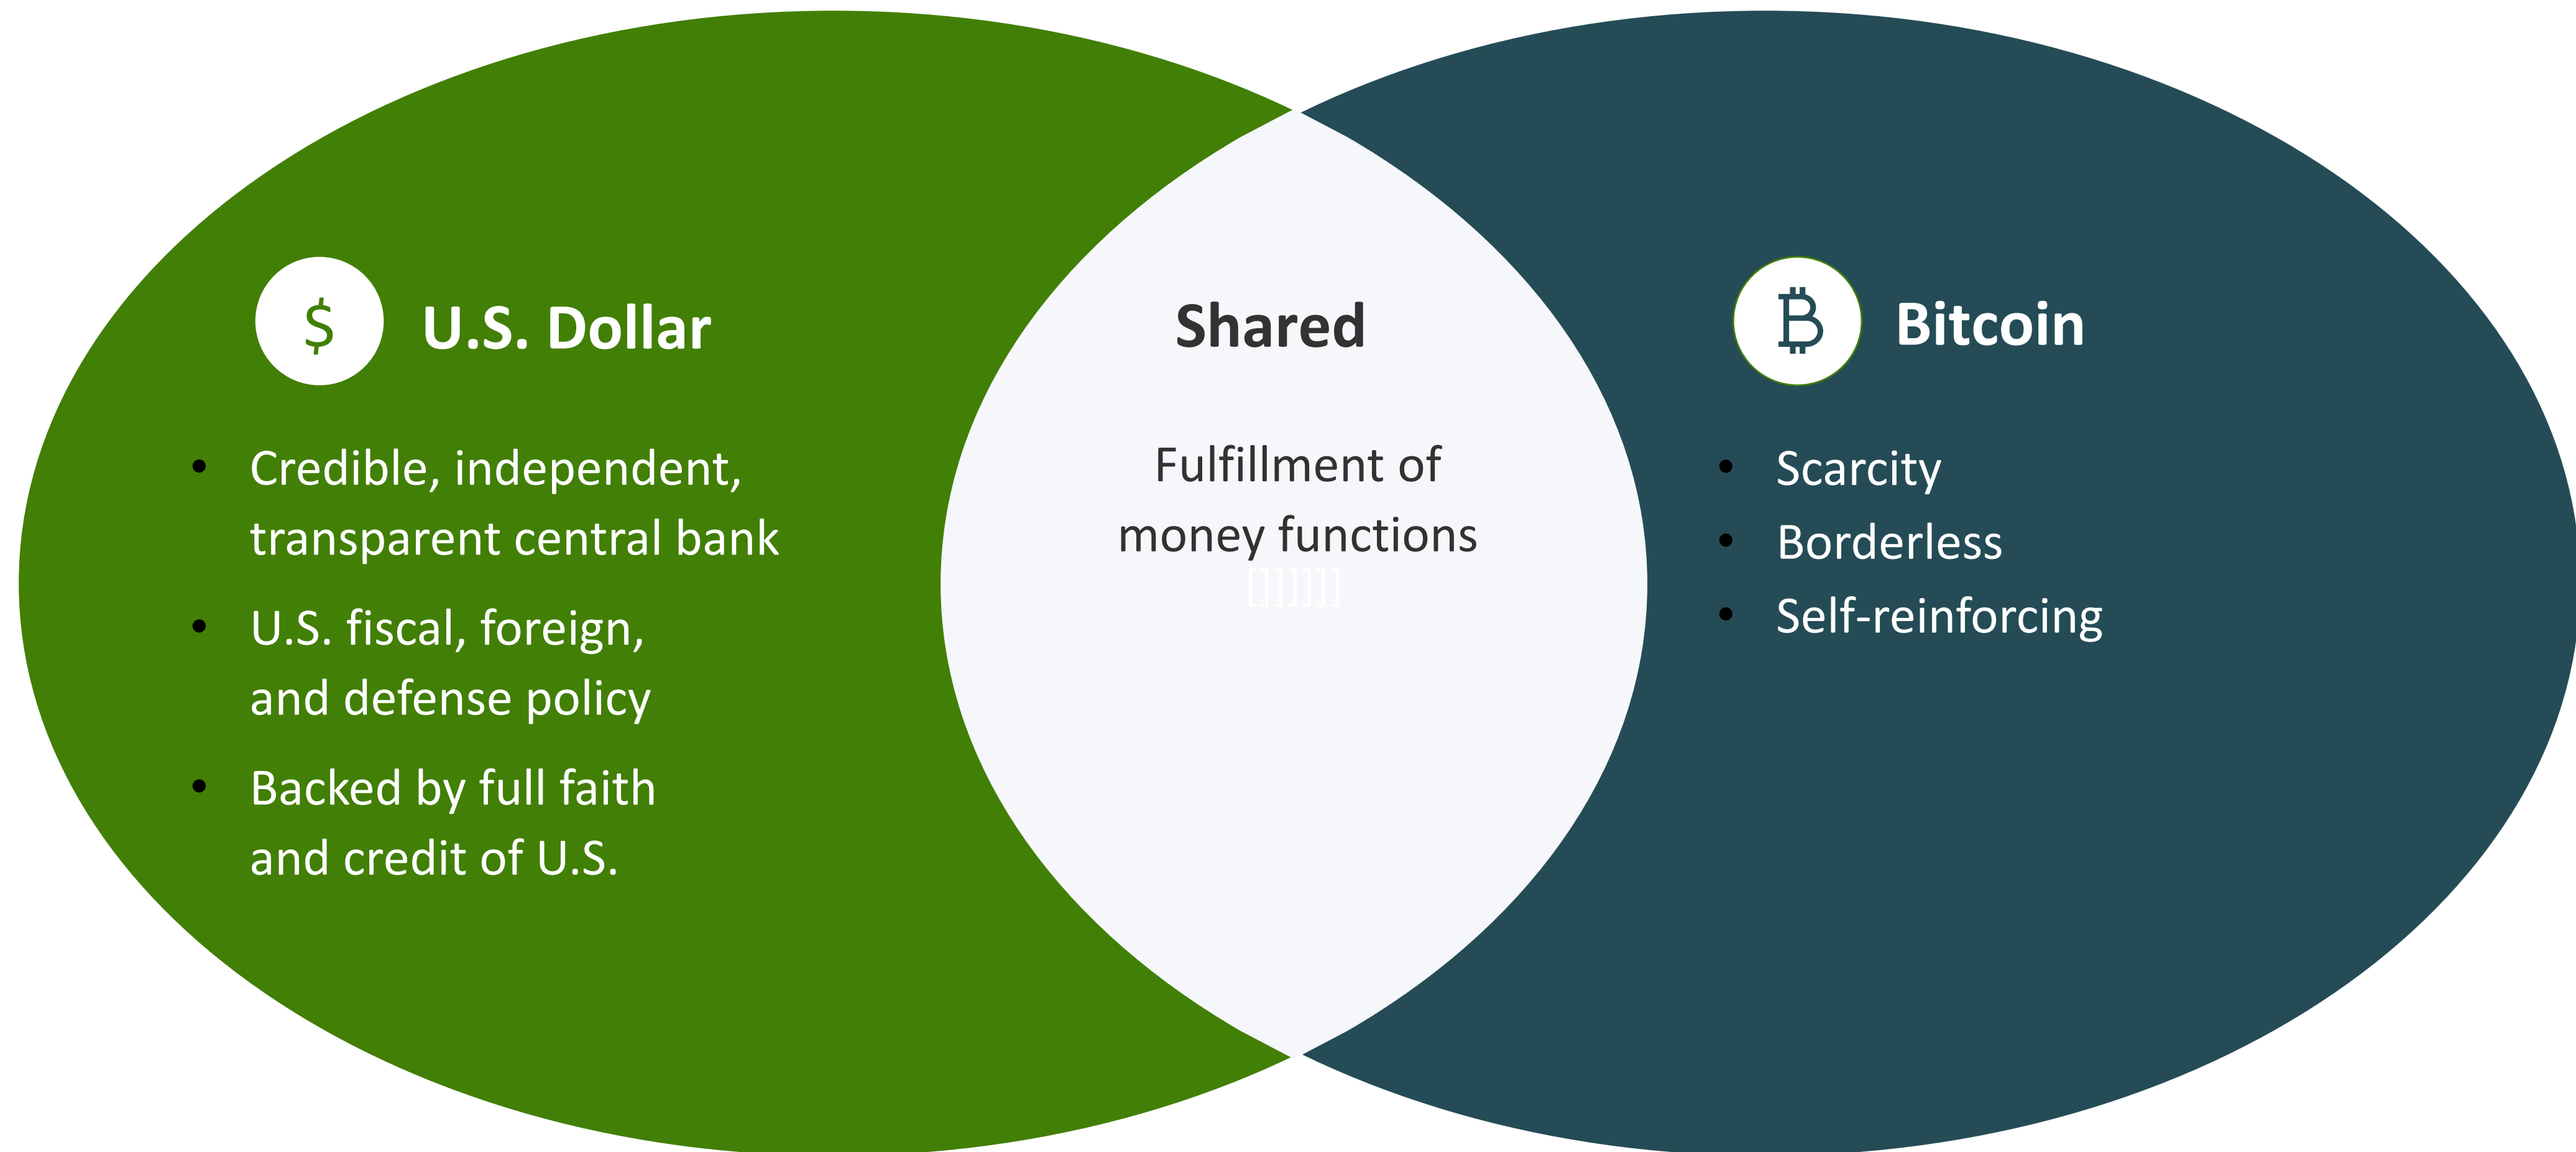 $ U.S. Dollar
• Credible, independent,
transparent central bank
• U.S. fiscal, foreign,
and defense policy
• Backed by full faith
and credit of U.S.
Shared
Fulfillment of
money functions
[]]]]]]
₿ Bitcoin
• Scarcity
• Borderless
• Self-reinforcing